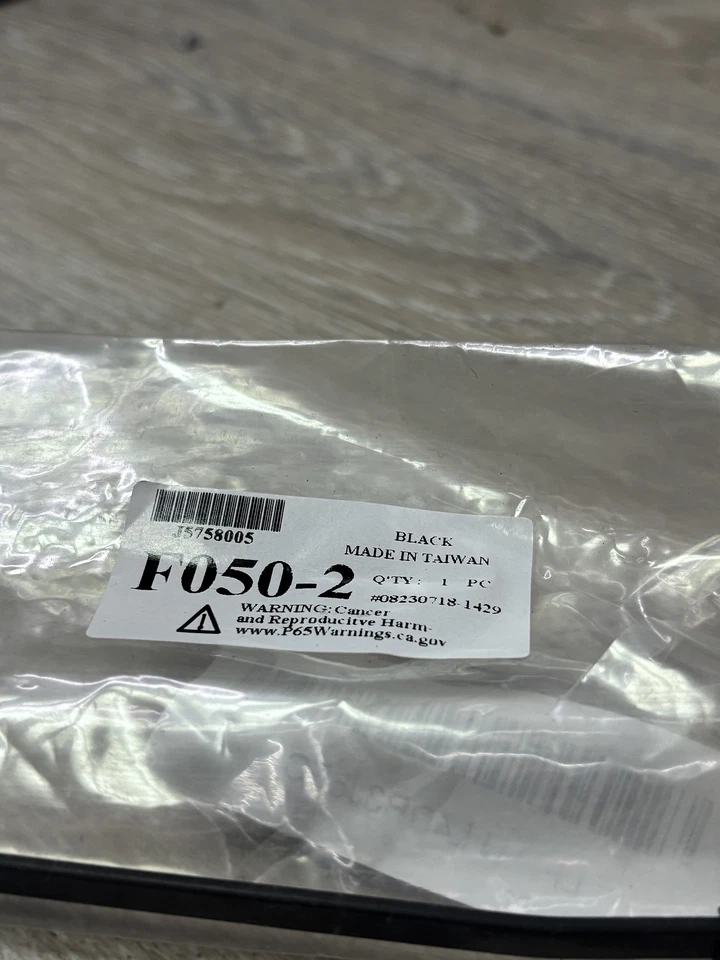 J5758005
F050-2
BLACK
MADE IN TAIWAN
Q'TY: 1 PC
#08230718-1429
WARNING: Cancer
and Reproducitve Harm-
www.P65Warnings.ca.gov